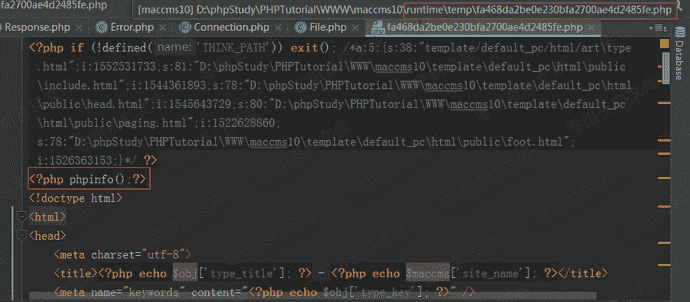 [maccms10] D:\phpStudy\PHPTutorial\WWW\maccms10\runtime\temp\fa468da2be0e230bfa2700ae4d2485fe.php
bfa2700ae4d2485fe.php
Response.php × Error.php × Connection.php × File.php × fa468da2be0e230bfa2700ae4d2485fe.php
Database
<?php if (!defined( name: 'THINK_PATH')) exit(); /*a:5:{s:38:"template/default_pc/html/art\type
.html";i:1552531733;s:81:"D:\phpStudy\PHPTutorial\WWW\maccms10\template\default_pc\html\public
\include.html";i:1544361893;s:78:"D:\phpStudy\PHPTutorial\WWW\maccms10\template\default_pc\html
\public\head.html";i:1545643729;s:80:"D:\phpStudy\PHPTutorial\WWW\maccms10\template\default_pc
\html\public\paging.html";i:1522628860;
s:78:"D:\phpStudy\PHPTutorial\WWW\maccms10\template\default_pc\html\public\foot.html";
i:1526363153;}*/ ?>
<?php phpinfo();?>
<!doctype html>
<html>
<head>
<meta charset="utf-8">
<title><?php echo $obj['type_title']; ?> - <?php echo $maccms['site_name']; ?></title>
<meta name="keywords" content="<?php echo $obj['type_key']; ?>" />